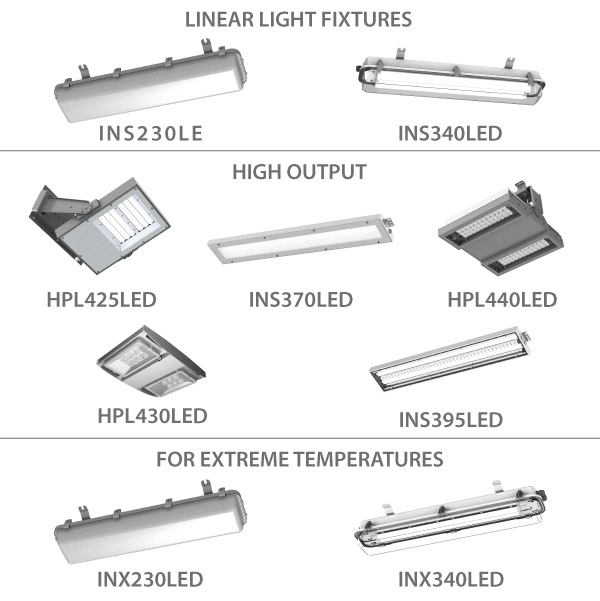 LINEAR LIGHT FIXTURES
INS230LE
INS340LED
HIGH OUTPUT
HPL425LED
INS370LED
HPL440LED
HPL430LED
INS395LED
FOR EXTREME TEMPERATURES
INX230LED
INX340LED